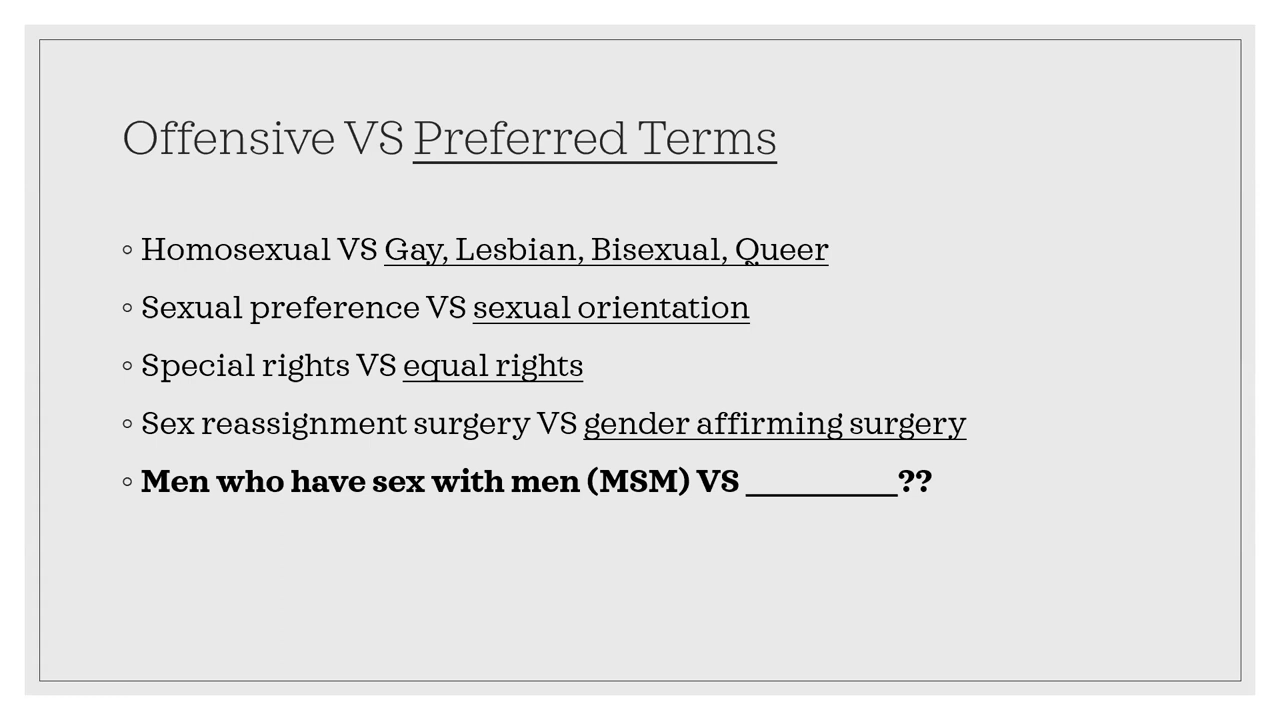 Offensive VS Preferred Terms
◦ Homosexual VS Gay, Lesbian, Bisexual, Queer
◦ Sexual preference VS sexual orientation
◦ Special rights VS equal rights
◦ Sex reassignment surgery VS gender affirming surgery
◦ Men who have sex with men (MSM) VS __________??